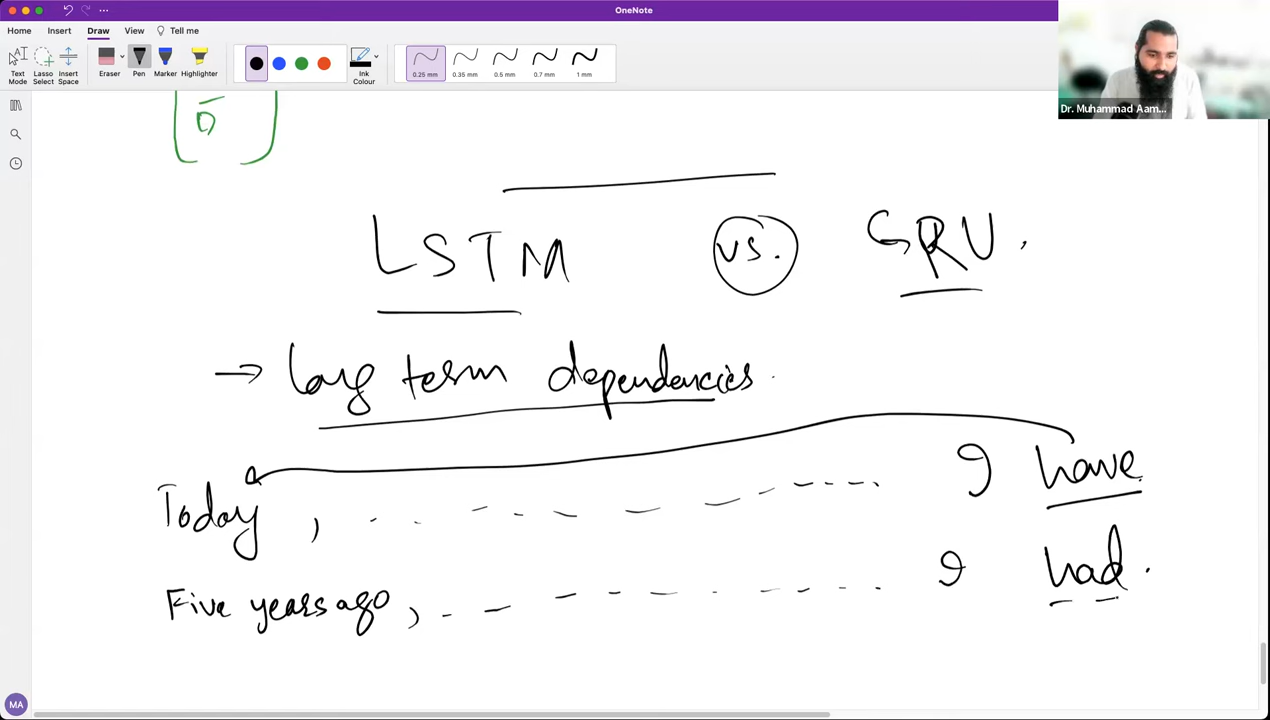 OneNote
Home Insert Draw View Tell me
Text Mode Lasso Select Insert Space Eraser Pen Marker Highlighter Ink Colour 0.25 mm 0.35 mm 0.5 mm 0.7 mm 1 mm
Dr. Muhammad Aam...
LSTM vs. GRU.
→ long term dependencies.
Today, I have
Five years ago, I had.
MA